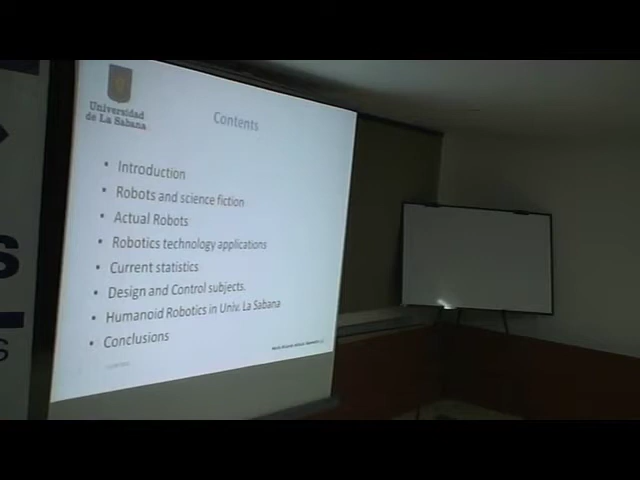 Universidad
de La Sabana
Contents
• Introduction
• Robots and science fiction
• Actual Robots
• Robotics technology applications
• Current statistics
• Design and Control subjects.
• Humanoid Robotics in Univ. La Sabana
• Conclusions
s
s